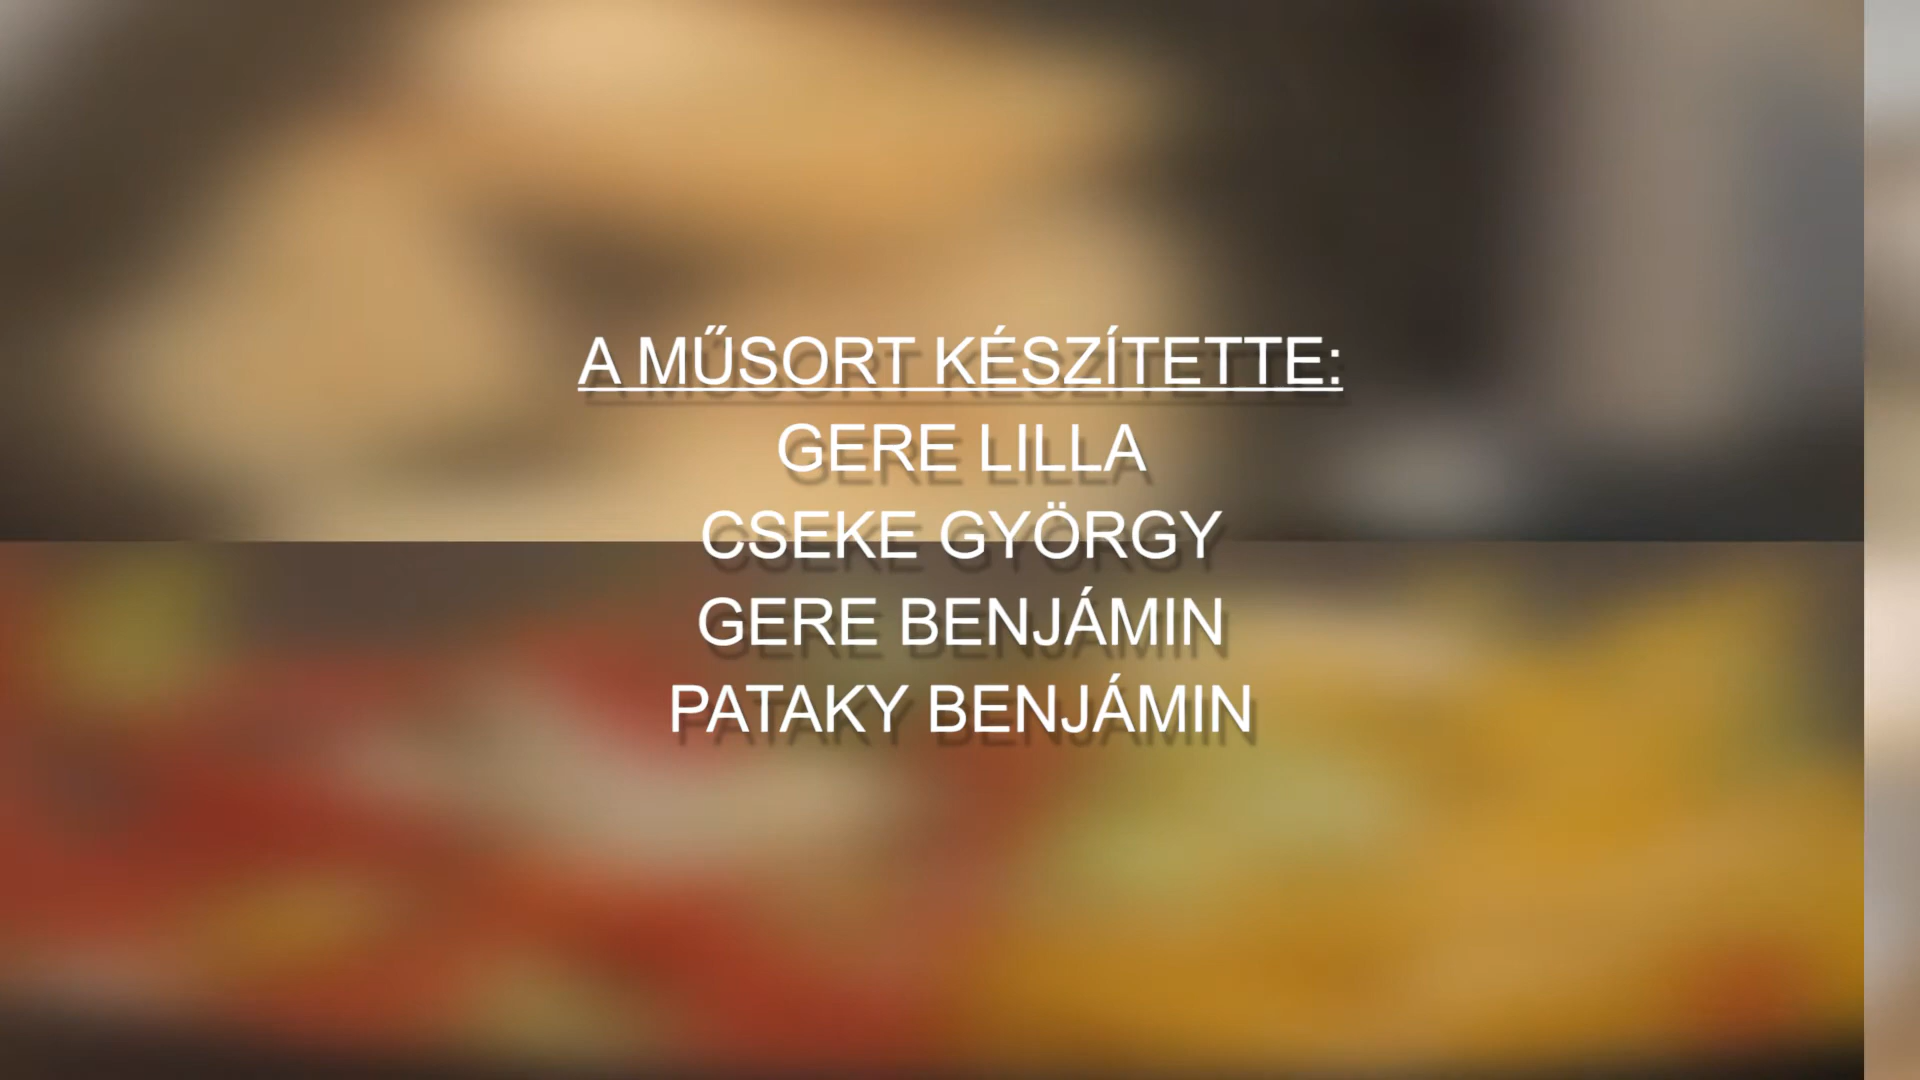 A MŰSORT KÉSZÍTETTE:
GERE LILLA
CSEKE GYÖRGY
GERE BENJÁMIN
PATAKY BENJÁMIN